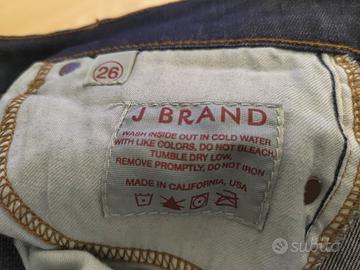 26
J BRAND
WASH INSIDE OUT IN COLD WATER
WITH LIKE COLORS, DO NOT BLEACH.
TUMBLE DRY LOW.
REMOVE PROMPTLY, DO NOT IRON
MADE IN CALIFORNIA, USA
subito